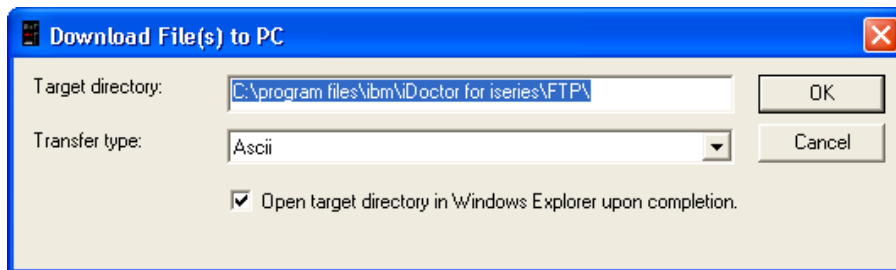 Download File(s) to PC
Target directory: C:\program files\ibm\iDoctor for iseries\FTP\ OK
Transfer type: Ascii Cancel
Open target directory in Windows Explorer upon completion.